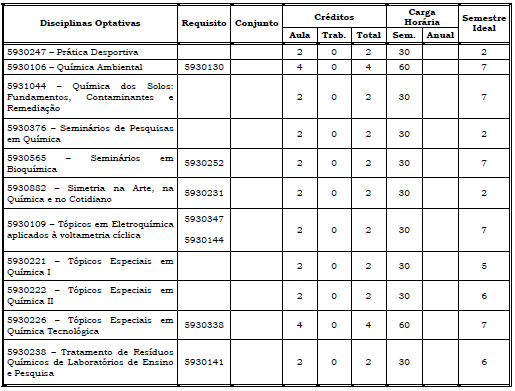 Disciplinas Optativas Requisito Conjunto Créditos Carga Horária Semestre Ideal
Aula Trab. Total Sem. Anual
5930247 – Prática Desportiva 2 0 2 30 2
5930106 – Química Ambiental 5930130 4 0 4 60 7
5931044 – Química dos Solos:
Fundamentos, Contaminantes e
Remediação 2 0 2 30 7
5930376 – Seminários de Pesquisas
em Química 2 0 2 30 2
5930565 – Seminários em
Bioquímica 5930252 2 0 2 30 7
5930882 – Simetria na Arte, na
Química e no Cotidiano 5930231 2 0 2 30 2
5930109 – Tópicos em Eletroquímica
aplicados à voltametria cíclica 5930347 5930144 2 0 2 30 7
5930221 – Tópicos Especiais em
Química I 2 0 2 30 5
5930222 – Tópicos Especiais em
Química II 2 0 2 30 6
5930226 – Tópicos Especiais em
Química Tecnológica 5930338 4 0 4 60 7
5930238 – Tratamento de Resíduos
Químicos de Laboratórios de Ensino
e Pesquisa 5930141 2 0 2 30 6